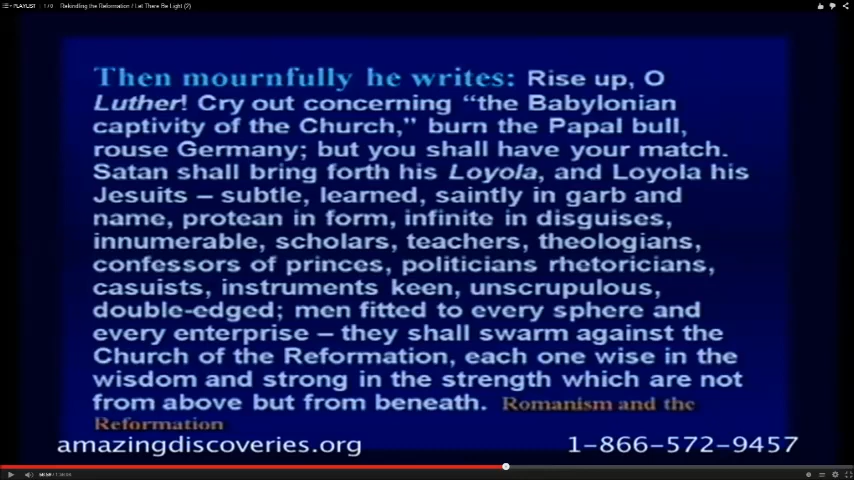 PLAYLIST 1 / 0 Rekindling the Reformation / Let There Be Light (2)
Then mournfully he writes: Rise up, O
Luther! Cry out concerning “the Babylonian
captivity of the Church,” burn the Papal bull,
rouse Germany; but you shall have your match.
Satan shall bring forth his Loyola, and Loyola his
Jesuits – subtle, learned, saintly in garb and
name, protean in form, infinite in disguises,
innumerable, scholars, teachers, theologians,
confessors of princes, politicians rhetoricians,
casuists, instruments keen, unscrupulous,
double-edged; men fitted to every sphere and
every enterprise – they shall swarm against the
Church of the Reformation, each one wise in the
wisdom and strong in the strength which are not
from above but from beneath. Romanism and the
Reformation
amazingdiscoveries.org 1-866-572-9457